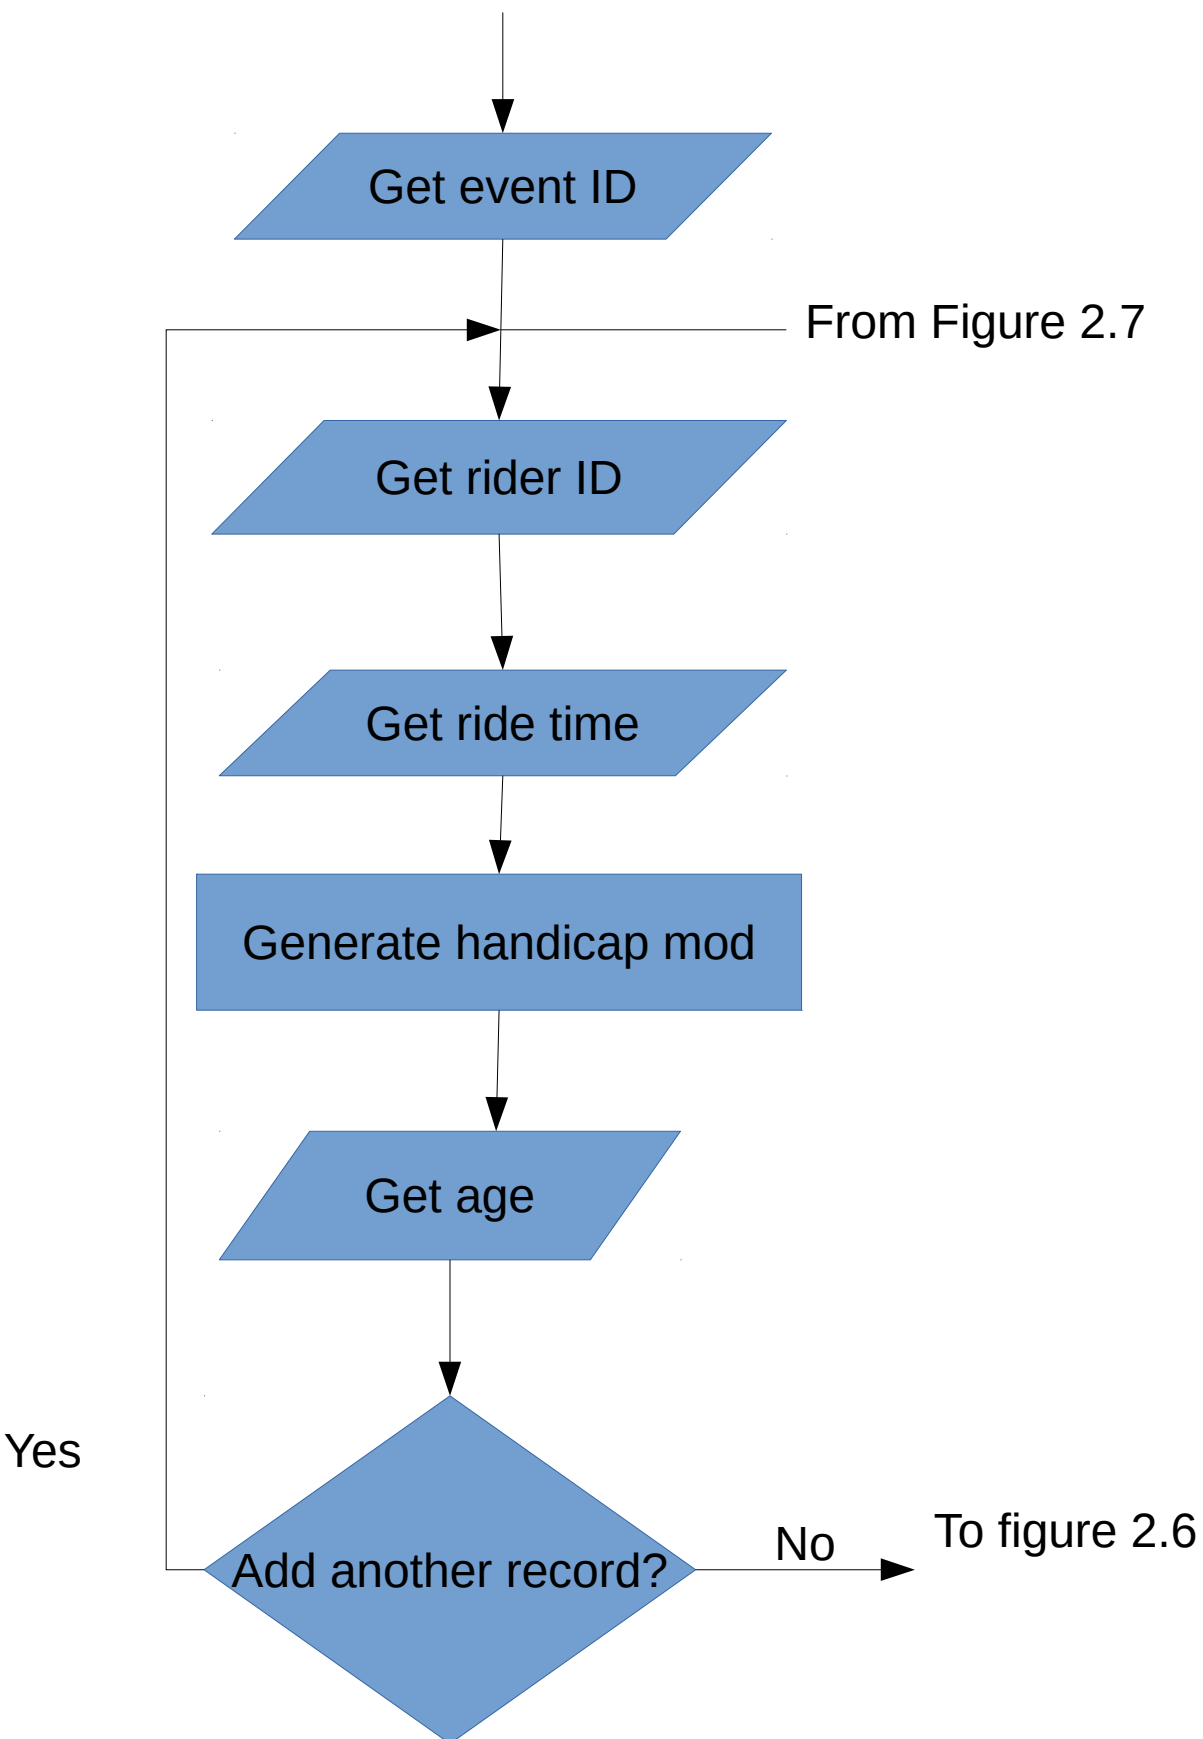 Get event ID
From Figure 2.7
Get rider ID
Get ride time
Generate handicap mod
Get age
Yes
No
To figure 2.6
Add another record?